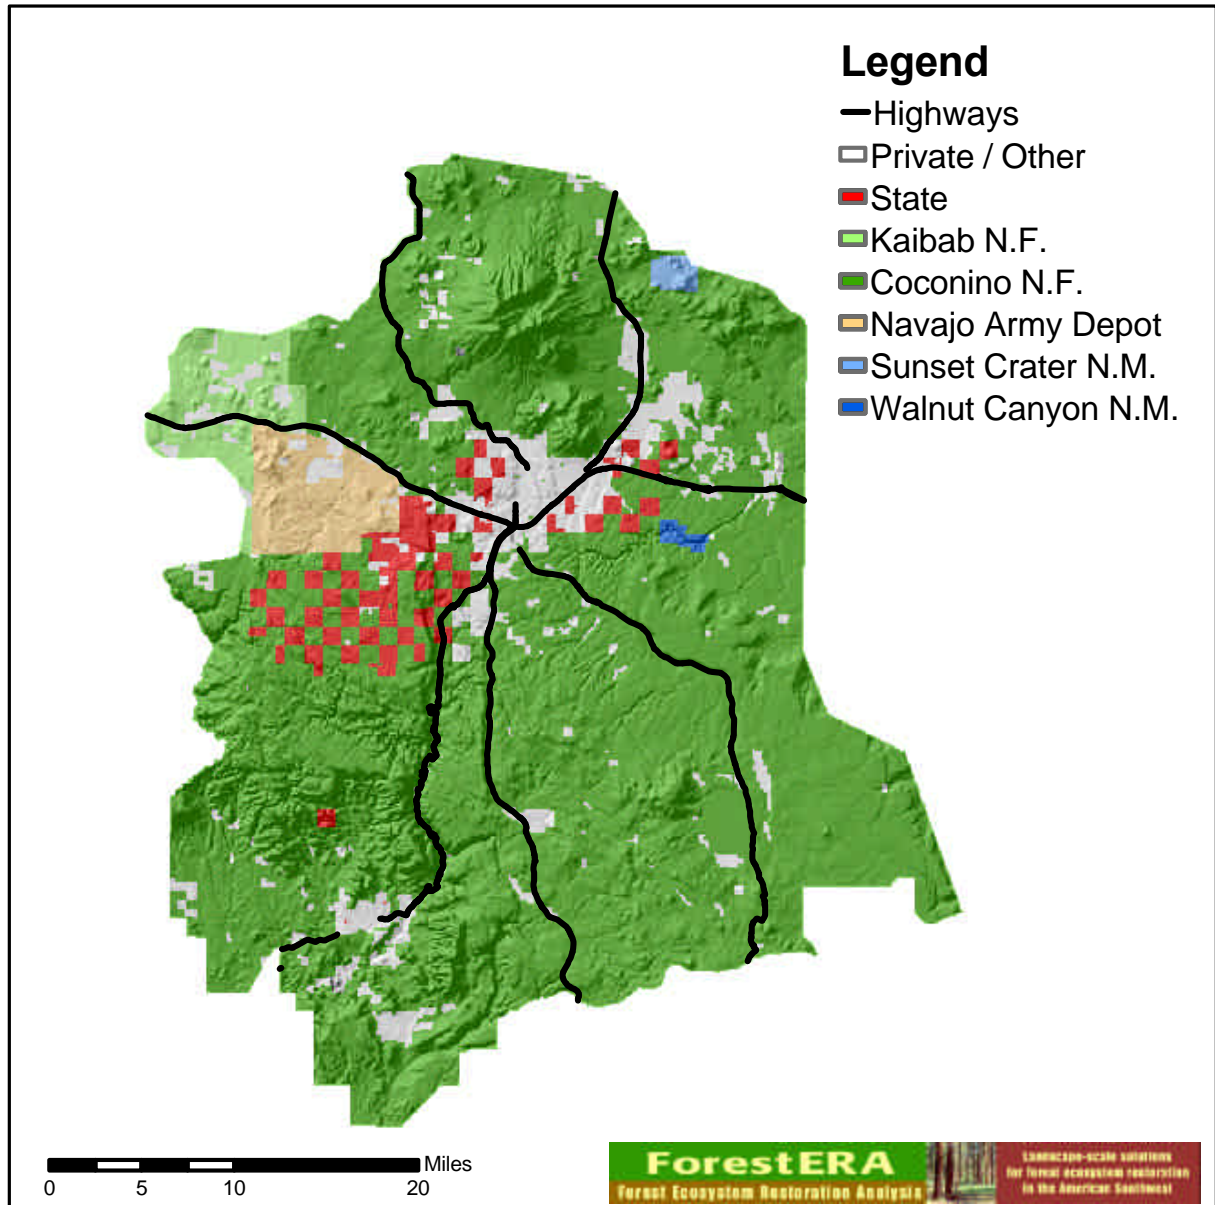 Legend
Highways
Private / Other
State
Kaibab N.F.
Coconino N.F.
Navajo Army Depot
Sunset Crater N.M.
Walnut Canyon N.M.
Miles
0 5 10 20
ForestERA
Forest Ecosystem Restoration Analysis
Landscape-scale solutions
for forest ecosystem restoration
in the American Southwest